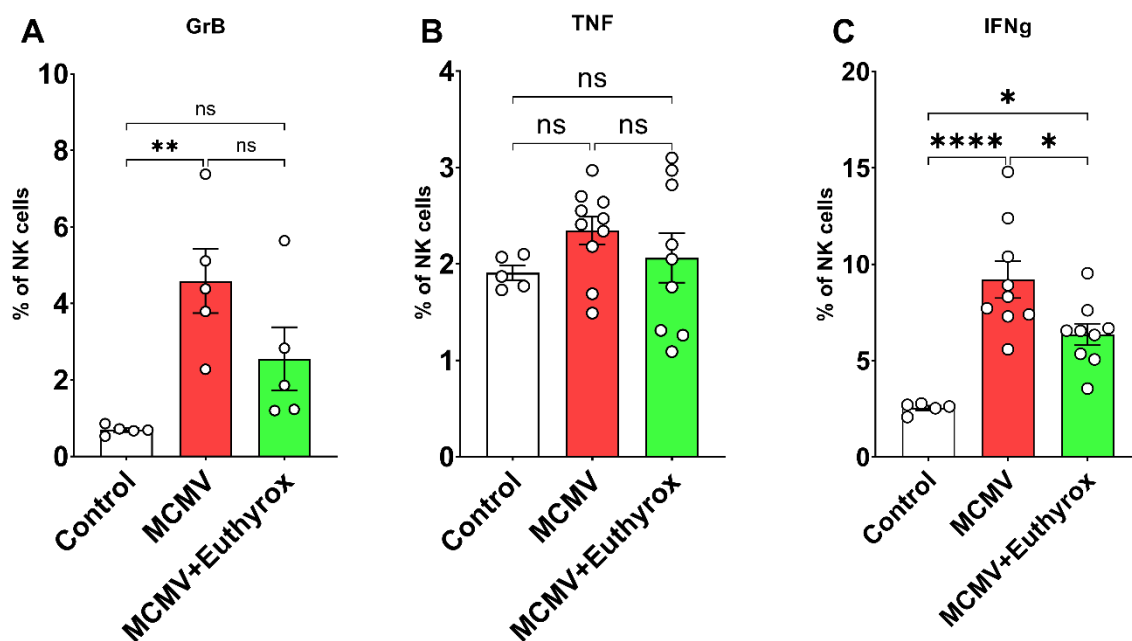 A
GrB
% of NK cells
10
8
6
4
2
0
ns
** ns
Control
MCMV
MCMV+Euthyrox
B
TNF
% of NK cells
4
3
2
1
0
ns
ns ns
Control
MCMV
MCMV+Euthyrox
C
IFNg
% of NK cells
20
15
10
5
0
*
**** *
Control
MCMV
MCMV+Euthyrox